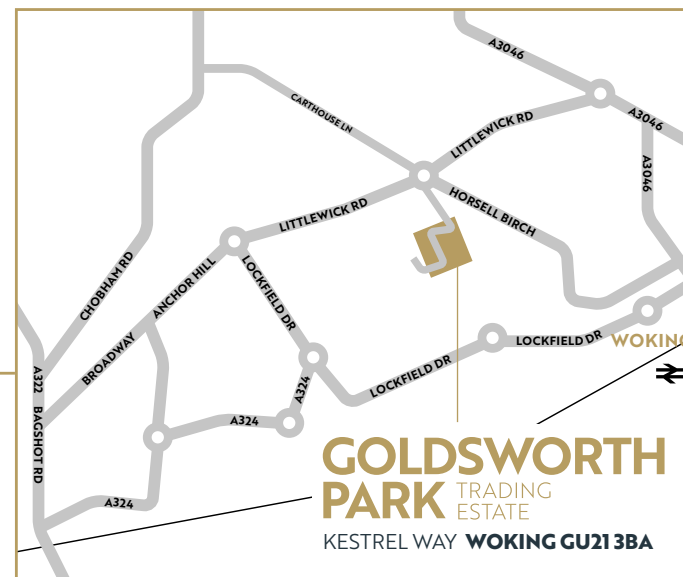 A3046
CARTHOUSE LN
LITTLEWICK RD
A3046
A3046
HORSELL BIRCH
LITTLEWICK RD
CHOBHAM RD
ANCHOR HILL
LOCKFIELD DR
BROADWAY
LOCKFIELD DR
WOKING
A322
BAGSHOT RD
LOCKFIELD DR
A324
A324
A324
GOLDSWORTH
PARK TRADING
ESTATE
KESTREL WAY WOKING GU21 3BA